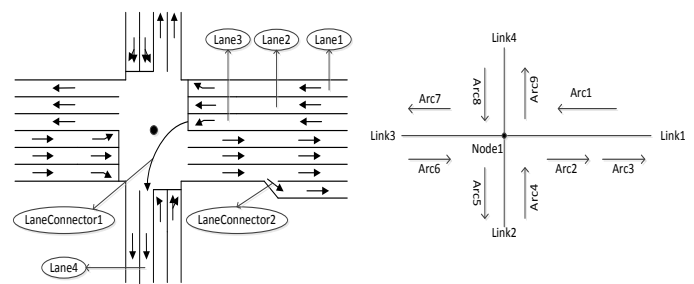 Lane3
Lane2
Lane1
LaneConnector1
LaneConnector2
Lane4
Link4
Arc8
Arc9
Arc7
Arc1
Link3
Node1
Link1
Arc6
Arc2
Arc3
Arc5
Arc4
Link2